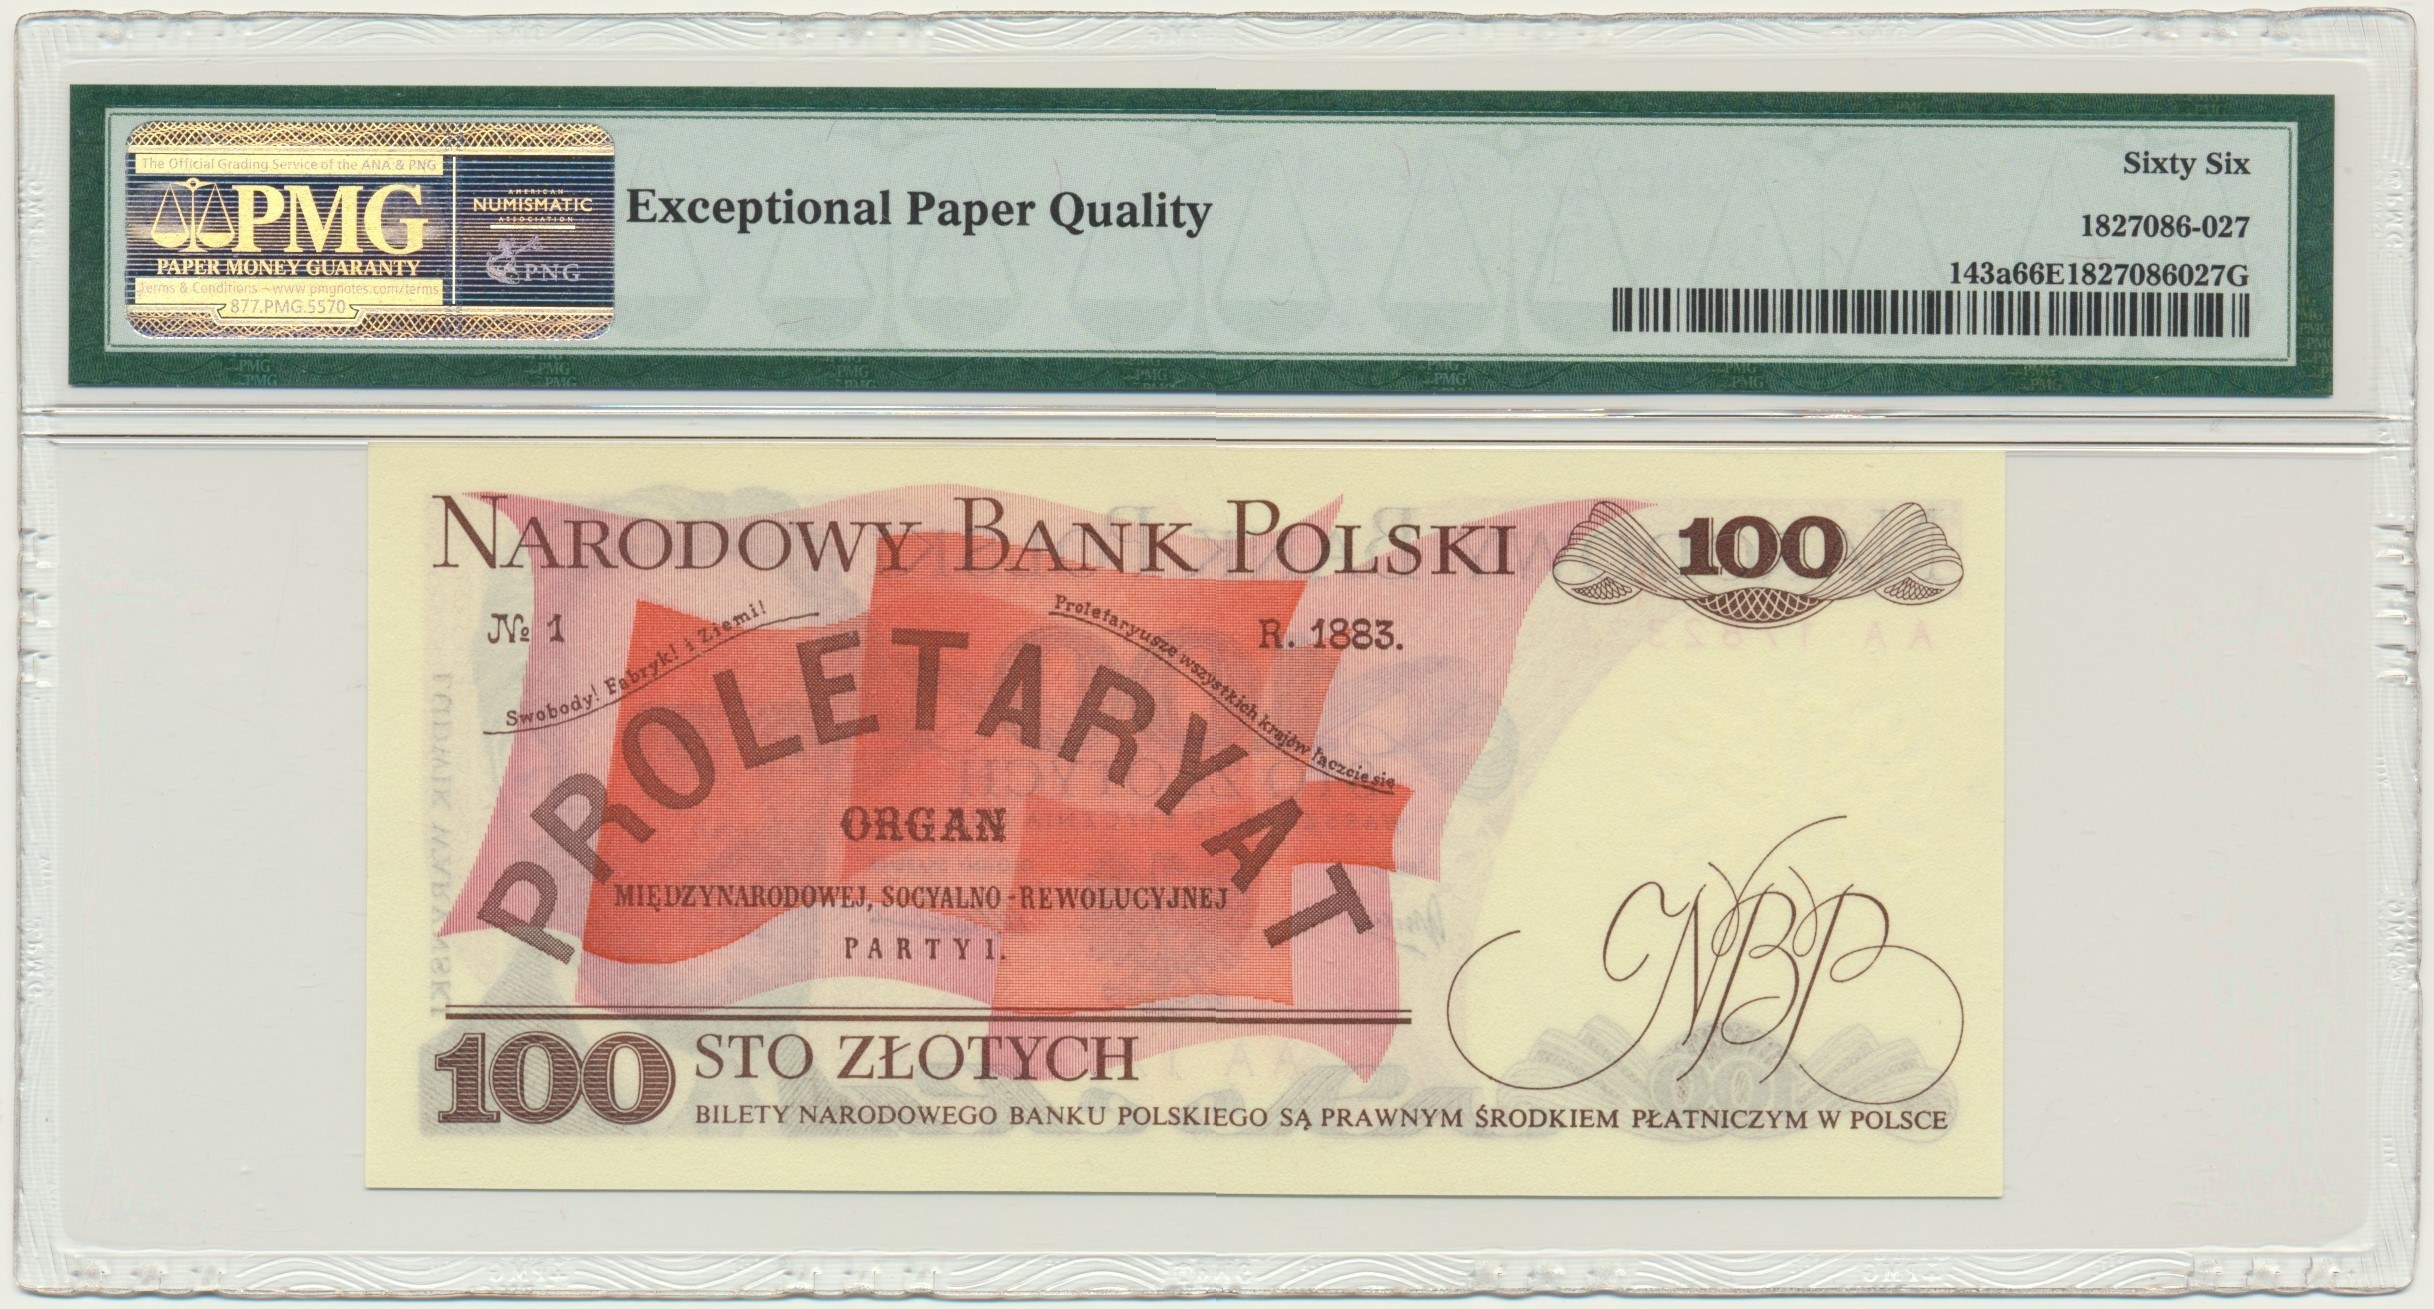 The Official Grading Service of the ANA & PNG
PMG
PAPER MONEY GUARANTY
Terms & Conditions – www.pmgnotes.com/terms
877.PMG.5570
AMERICAN
NUMISMATIC
ASSOCIATION
PNG
Exceptional Paper Quality
Sixty Six
1827086-027
143a66E1827086027G
NARODOWY BANK POLSKI
100
№ 1
Swobody! Fabryk! i Ziemi!
Proletaryusze wszystkich krajów łączcie się
R. 1883.
PROLETARYAT
ORGAN
MIĘDZYNARODOWEJ, SOCYALNO-REWOLUCYJNEJ
PARTYI.
NBP
100 STO ZŁOTYCH
BILETY NARODOWEGO BANKU POLSKIEGO SĄ PRAWNYM ŚRODKIEM PŁATNICZYM W POLSCE